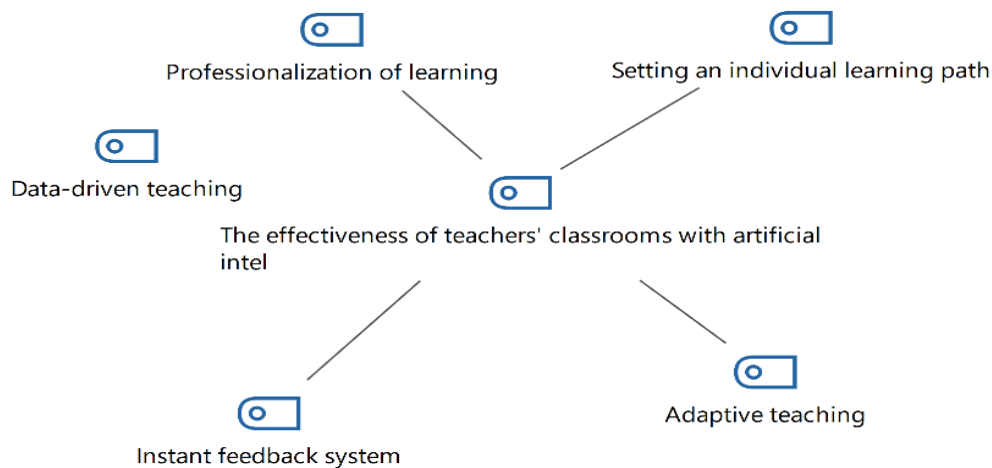 Professionalization of learning
Setting an individual learning path
Data-driven teaching
The effectiveness of teachers' classrooms with artificial
intel
Adaptive teaching
Instant feedback system